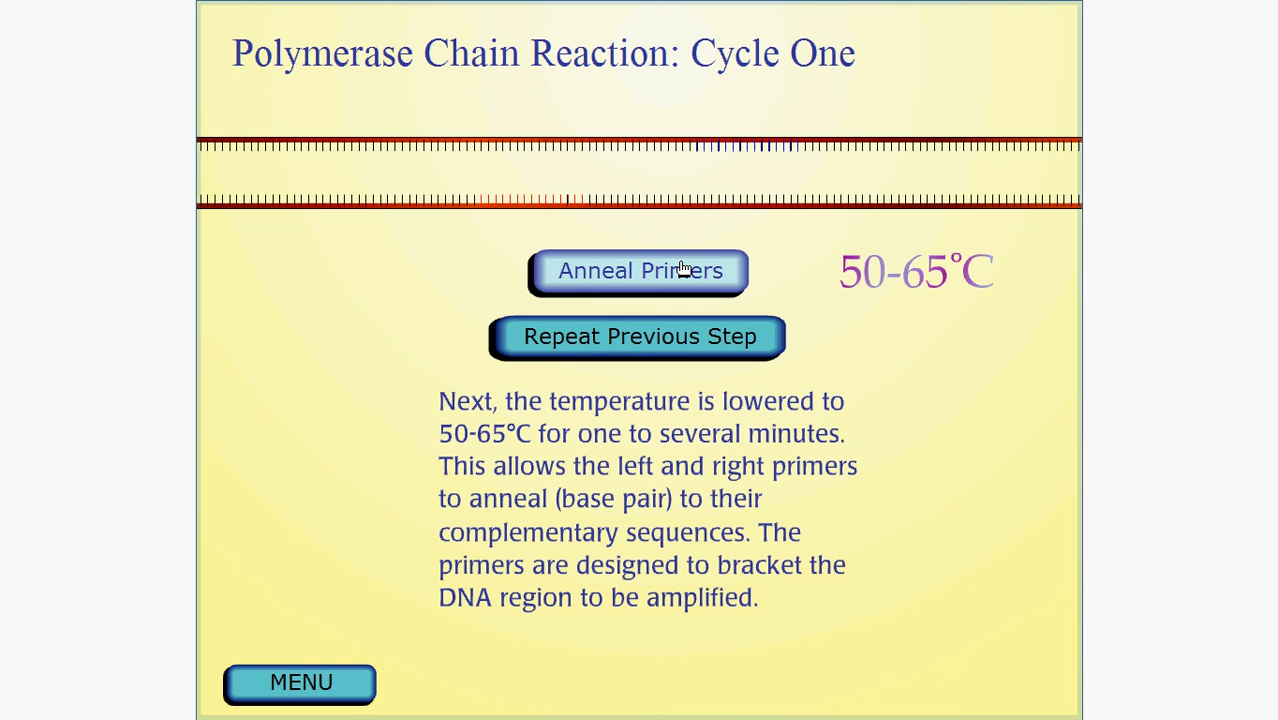 Polymerase Chain Reaction: Cycle One
Anneal Primers
50-65°C
Repeat Previous Step
Next, the temperature is lowered to
50-65°C for one to several minutes.
This allows the left and right primers
to anneal (base pair) to their
complementary sequences. The
primers are designed to bracket the
DNA region to be amplified.
MENU